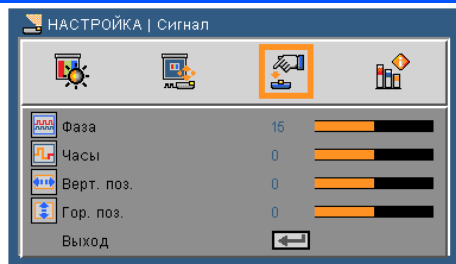 НАСТРОЙКА | Сигнал
Фаза 15
Часы 0
Верт. поз. 0
Гор. поз. 0
Выход